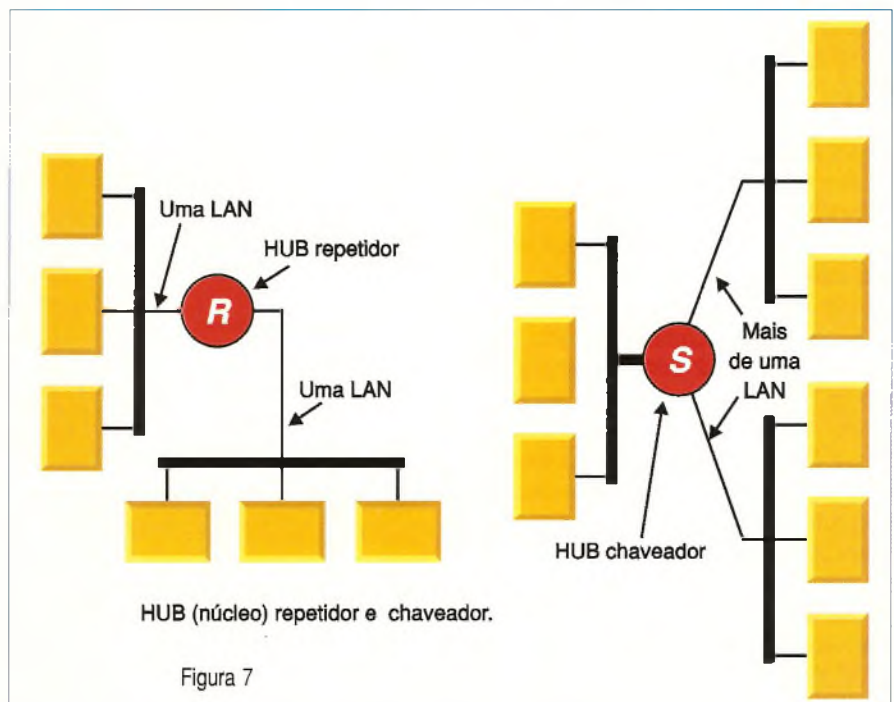 Uma LAN
HUB repetidor
R
Uma LAN
HUB (núcleo) repetidor e chaveador.
Figura 7
S
Mais
de uma
LAN
HUB chaveador